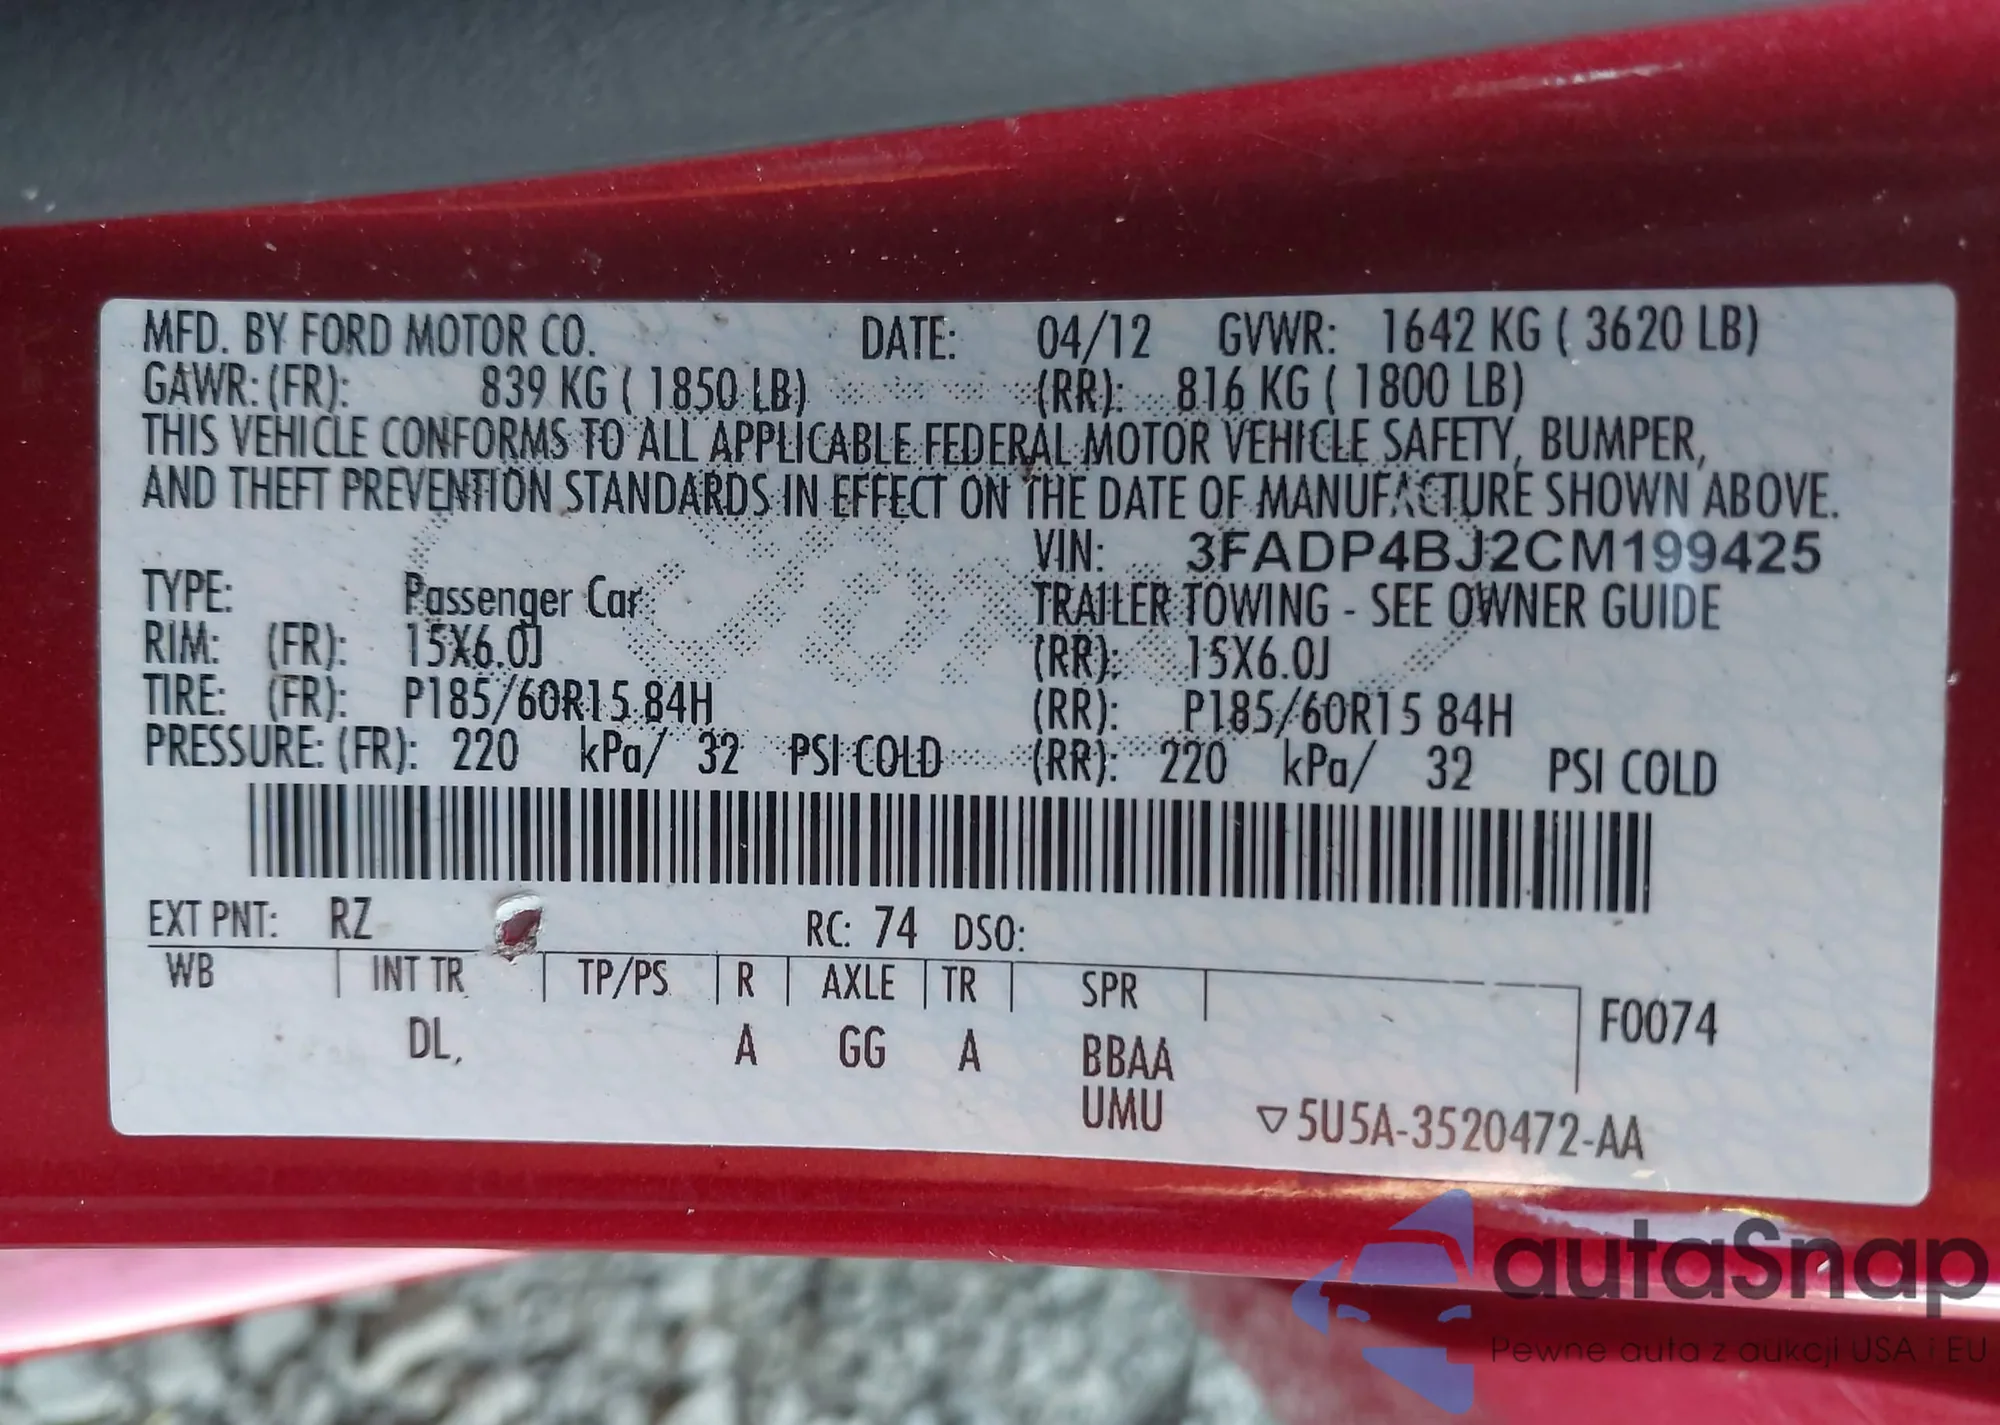 MFD. BY FORD MOTOR CO. DATE: 04/12 GVWR: 1642 KG ( 3620 LB)
GAWR: (FR): 839 KG ( 1850 LB) (RR): 816 KG ( 1800 LB)
THIS VEHICLE CONFORMS TO ALL APPLICABLE FEDERAL MOTOR VEHICLE SAFETY, BUMPER,
AND THEFT PREVENTION STANDARDS IN EFFECT ON THE DATE OF MANUFACTURE SHOWN ABOVE.
VIN: 3FADP4BJ2CM199425
TYPE: Passenger Car TRAILER TOWING - SEE OWNER GUIDE
RIM: (FR): 15X6.0J (RR): 15X6.0J
TIRE: (FR): P185/60R15 84H (RR): P185/60R15 84H
PRESSURE: (FR): 220 kPa/ 32 PSI COLD (RR): 220 kPa/ 32 PSI COLD
EXT PNT: RZ RC: 74 DSO:
WB INT TR TP/PS R AXLE TR SPR F0074
DL, A GG A BBAA
UMU ▽5U5A-3520472-AA
autaSnap
Pewne auta z aukcji USA i EU